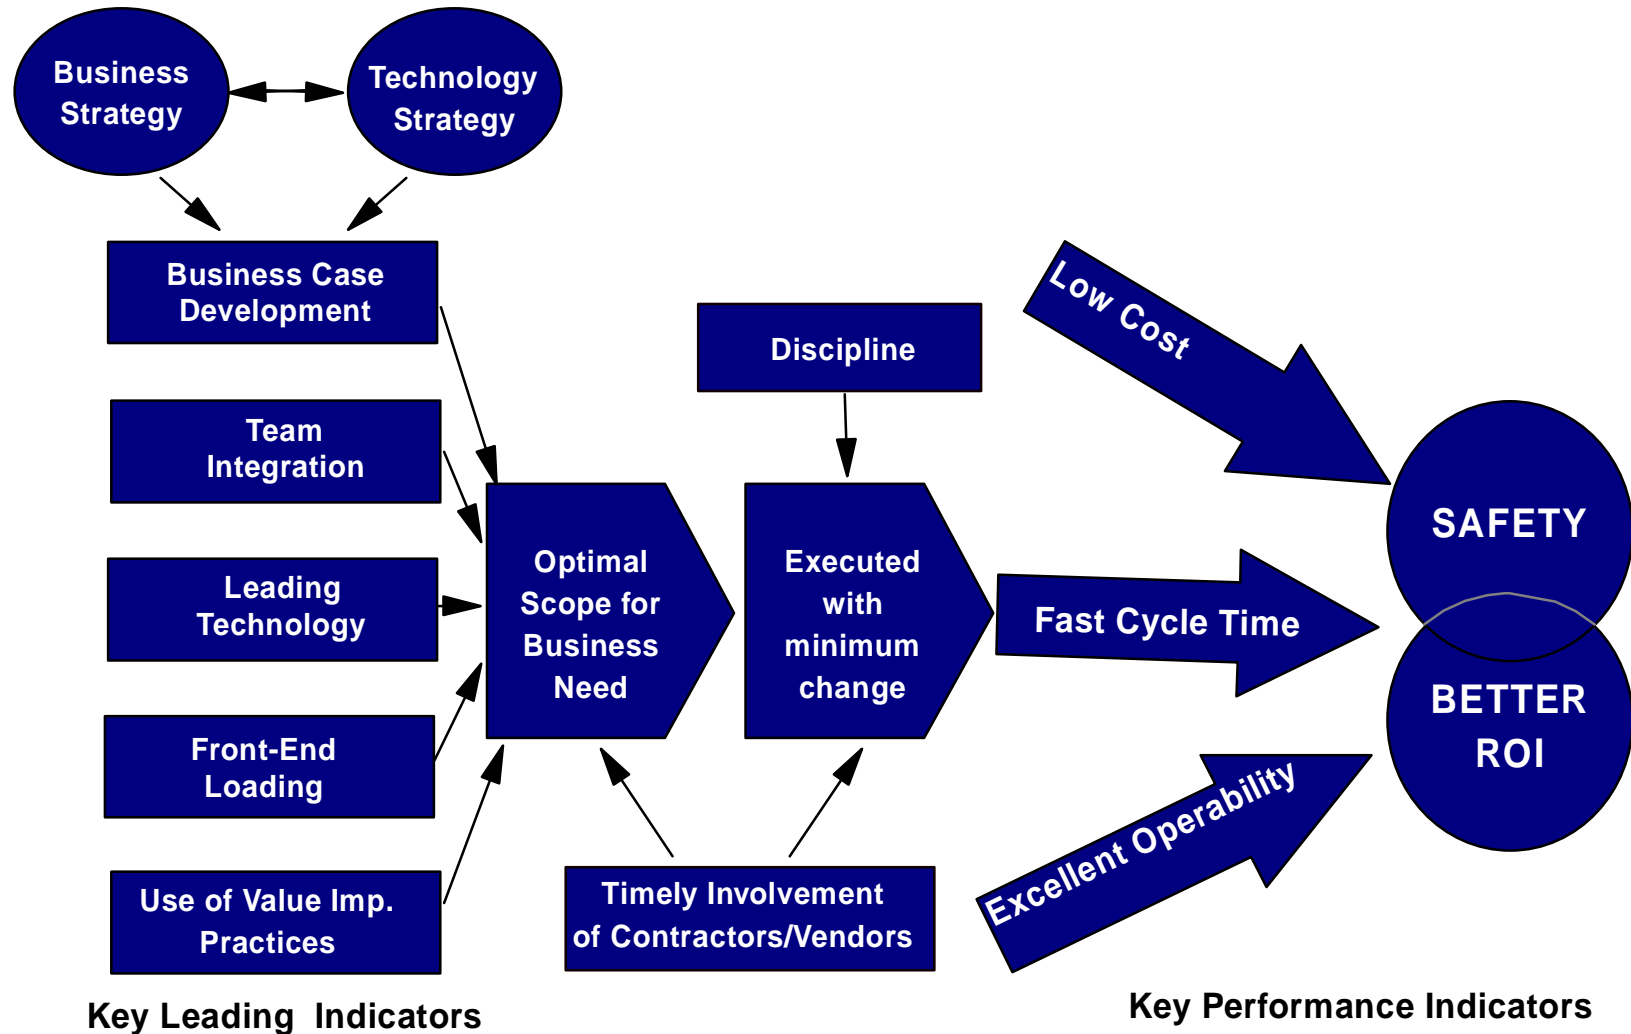 Business
Strategy
Technology
Strategy
Business Case
Development
Team
Integration
Leading
Technology
Front-End
Loading
Use of Value Imp.
Practices
Key Leading  Indicators
Optimal
Scope for
Business
Need
Discipline
Executed
with
minimum
change
Timely Involvement
of Contractors/Vendors
Low Cost
Fast Cycle Time
Excellent Operability
SAFETY
BETTER
ROI
Key Performance Indicators